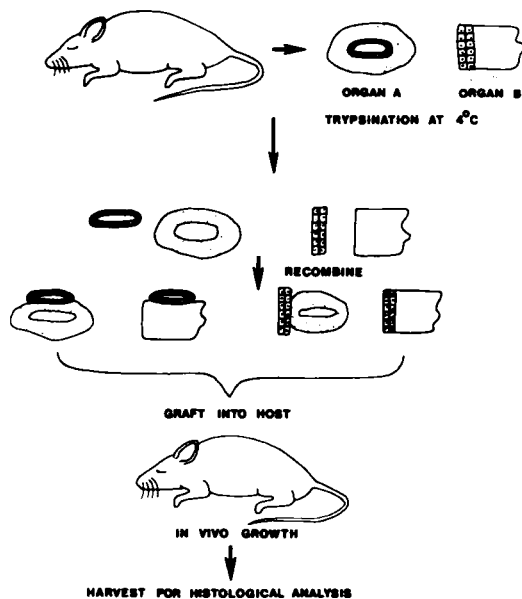 ORGAN A
ORGAN B
TRYPSINATION AT 4°C
RECOMBINE
GRAFT INTO HOST
IN VIVO GROWTH
HARVEST FOR HISTOLOGICAL ANALYSIS